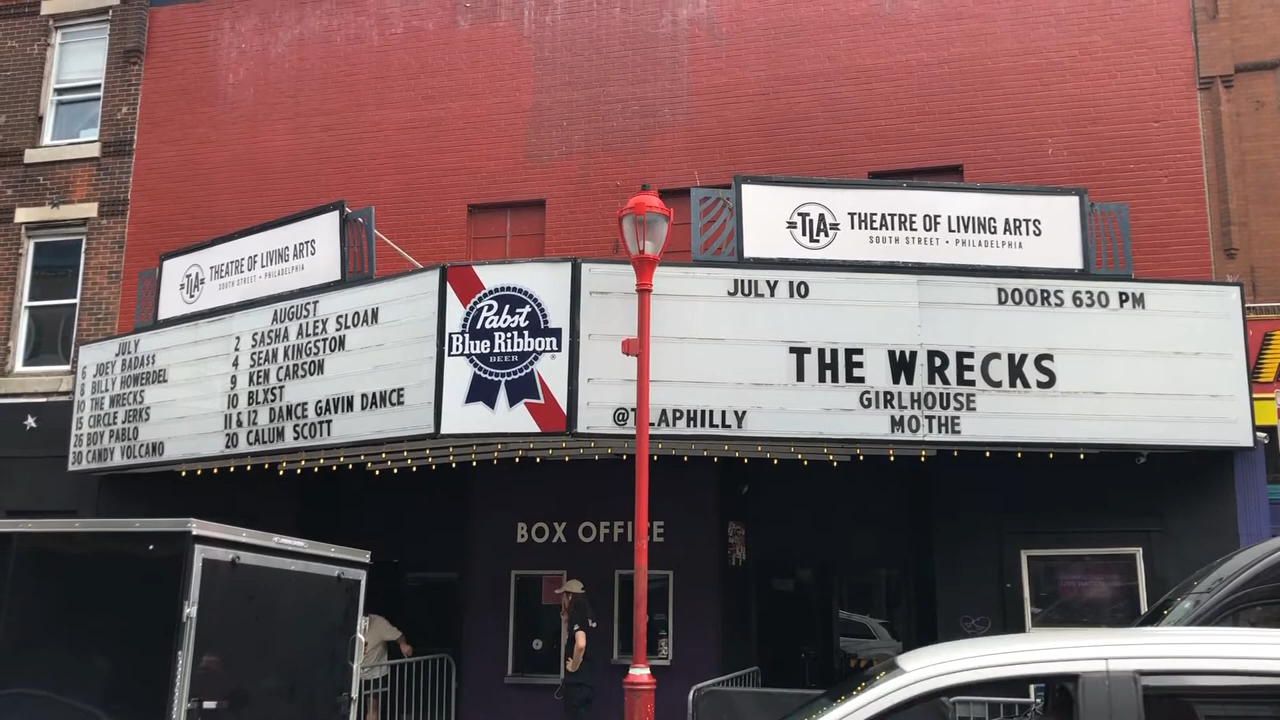 TLA THEATRE OF LIVING ARTS
SOUTH STREET • PHILADELPHIA
JULY
6 JOEY BADA$$
8 BILLY HOWERDEL
10 THE WRECKS
15 CIRCLE JERKS
26 BOY PABLO
30 CANDY VOLCANO
AUGUST
2 SASHA ALEX SLOAN
4 SEAN KINGSTON
9 KEN CARSON
10 BLXST
11 & 12 DANCE GAVIN DANCE
20 CALUM SCOTT
Pabst
Blue Ribbon
BEER
TLA THEATRE OF LIVING ARTS
SOUTH STREET • PHILADELPHIA
JULY 10
DOORS 630 PM
THE WRECKS
GIRLHOUSE
MOTHE
@TLAPHILLY
BOX OFFICE